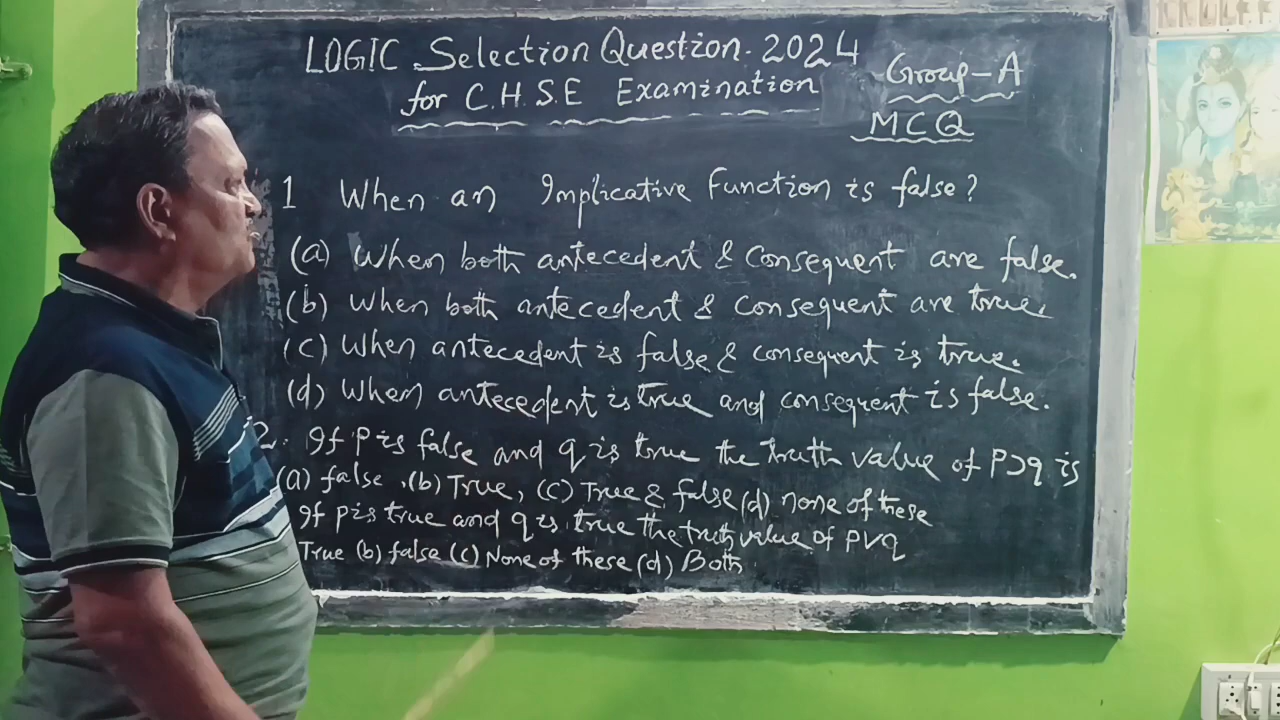 LOGIC Selection Question. 2024
for C.H.S.E Examination
Group-A
MCQ
1 When an Implicative Function is false?
(a) When both antecedent & Consequent are false.
(b) When both antecedent & consequent are true.
(c) When antecedent is false & consequent is true.
(d) When antecedent is true and consequent is false.
2. If P is false and q is true the truth value of P⊃q is
(a) false. (b) True, (c) True & false (d) none of these
If p is true and q is true the truth value of PVq
True (b) false (c) None of these (d) Both